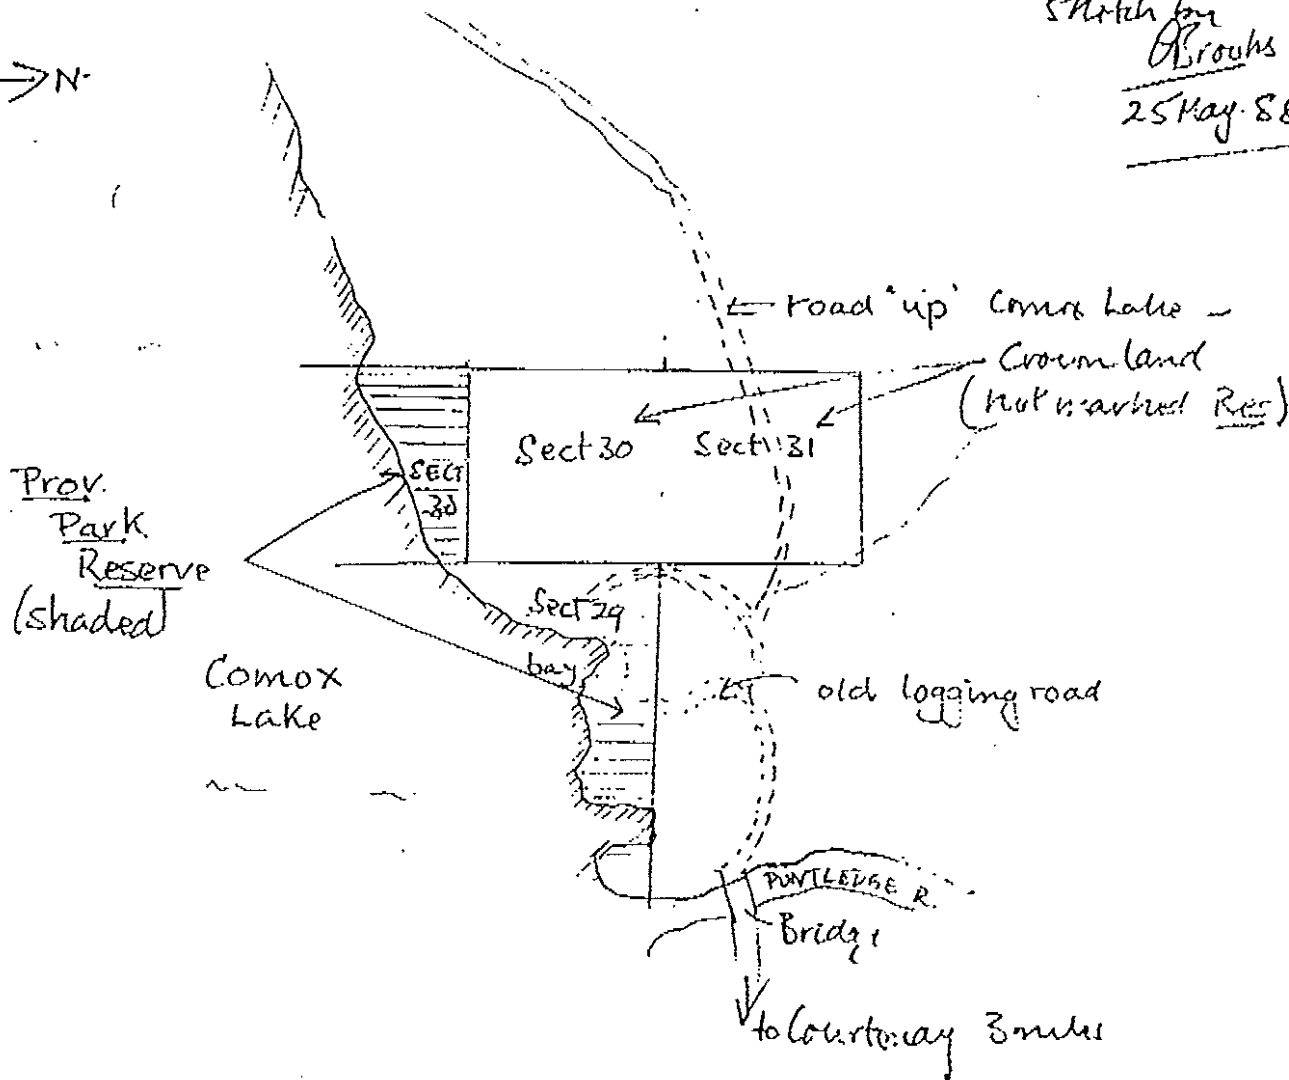 Sketch by
Brooks
25 May. 88
N.
road "up" Comox Lake -
Crown land
(not marked Res)
Sect 30
Sect 31
SECT
30
Prov.
Park
Reserve
(shaded)
Sect 29
bay
Comox
Lake
old logging road
PUNTLEDGE R.
Bridge
to Courtenay 3 miles